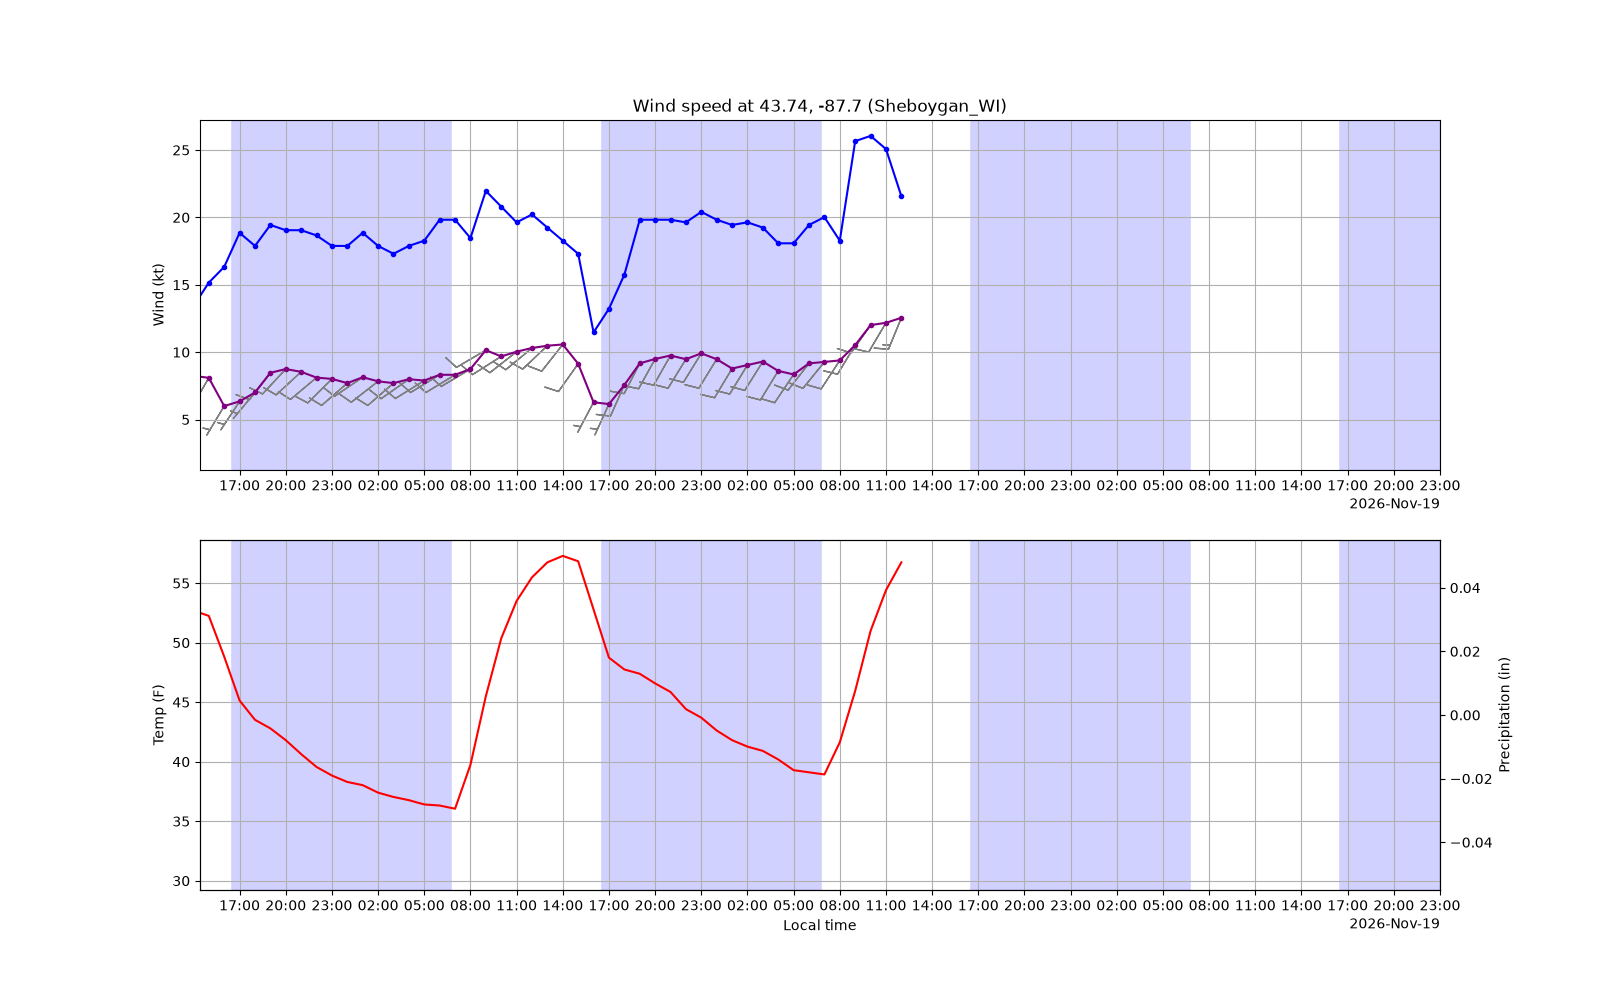 Wind speed at 43.74, -87.7 (Sheboygan_WI)
25
20
15
10
5
Wind (kt)
17:00 20:00 23:00 02:00 05:00 08:00 11:00 14:00 17:00 20:00 23:00 02:00 05:00 08:00 11:00 14:00 17:00 20:00 23:00 02:00 05:00 08:00 11:00 14:00 17:00 20:00 23:00
2026-Nov-19
55
50
45
40
35
30
Temp (F)
0.04
0.02
0.00
−0.02
−0.04
Precipitation (in)
17:00 20:00 23:00 02:00 05:00 08:00 11:00 14:00 17:00 20:00 23:00 02:00 05:00 08:00 11:00 14:00 17:00 20:00 23:00 02:00 05:00 08:00 11:00 14:00 17:00 20:00 23:00
2026-Nov-19
Local time